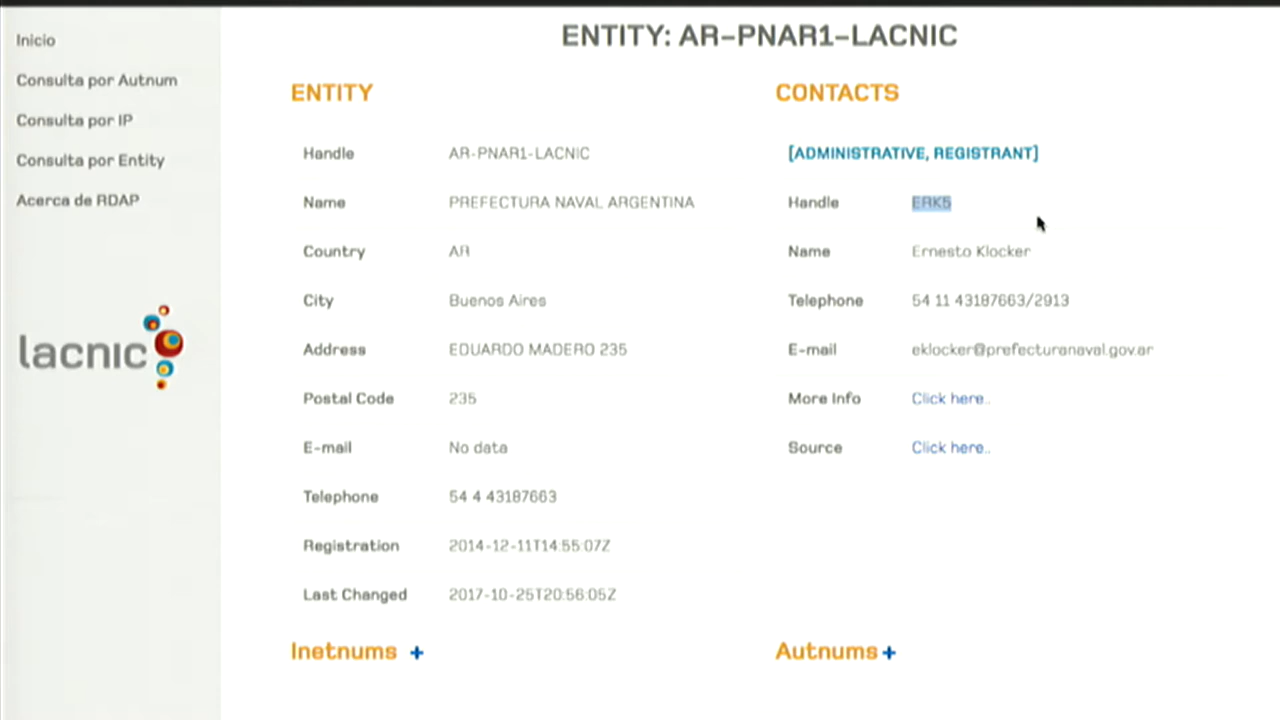 ENTITY: AR-PNAR1-LACNIC
Inicio
Consulta por Autnum
Consulta por IP
Consulta por Entity
Acerca de RDAP
lacnic
ENTITY
Handle AR-PNAR1-LACNIC
Name PREFECTURA NAVAL ARGENTINA
Country AR
City Buenos Aires
Address EDUARDO MADERO 235
Postal Code 235
E-mail No data
Telephone 54 4 43187663
Registration 2014-12-11T14:55:07Z
Last Changed 2017-10-25T20:56:05Z
Inetnums +
CONTACTS
[ADMINISTRATIVE, REGISTRANT]
Handle ERK5
Name Ernesto Klocker
Telephone 54 11 43187663/2913
E-mail eklocker@prefecturanaval.gov.ar
More Info Click here..
Source Click here..
Autnums +